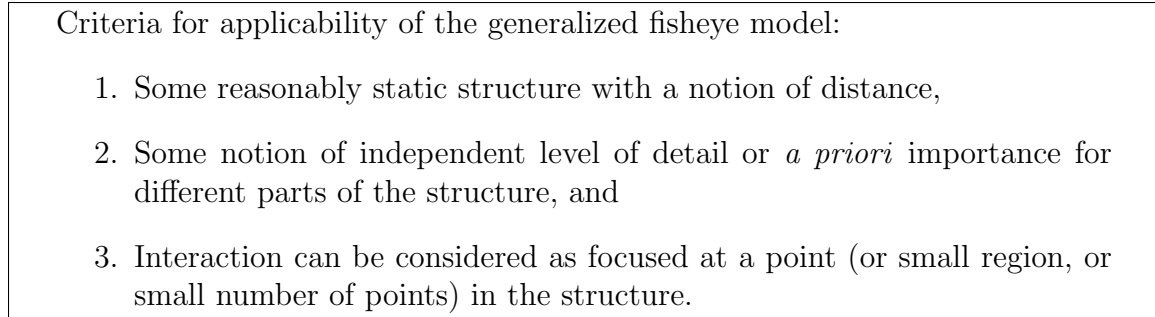 Criteria for applicability of the generalized fisheye model:
1. Some reasonably static structure with a notion of distance,
2. Some notion of independent level of detail or a priori importance for
different parts of the structure, and
3. Interaction can be considered as focused at a point (or small region, or
small number of points) in the structure.